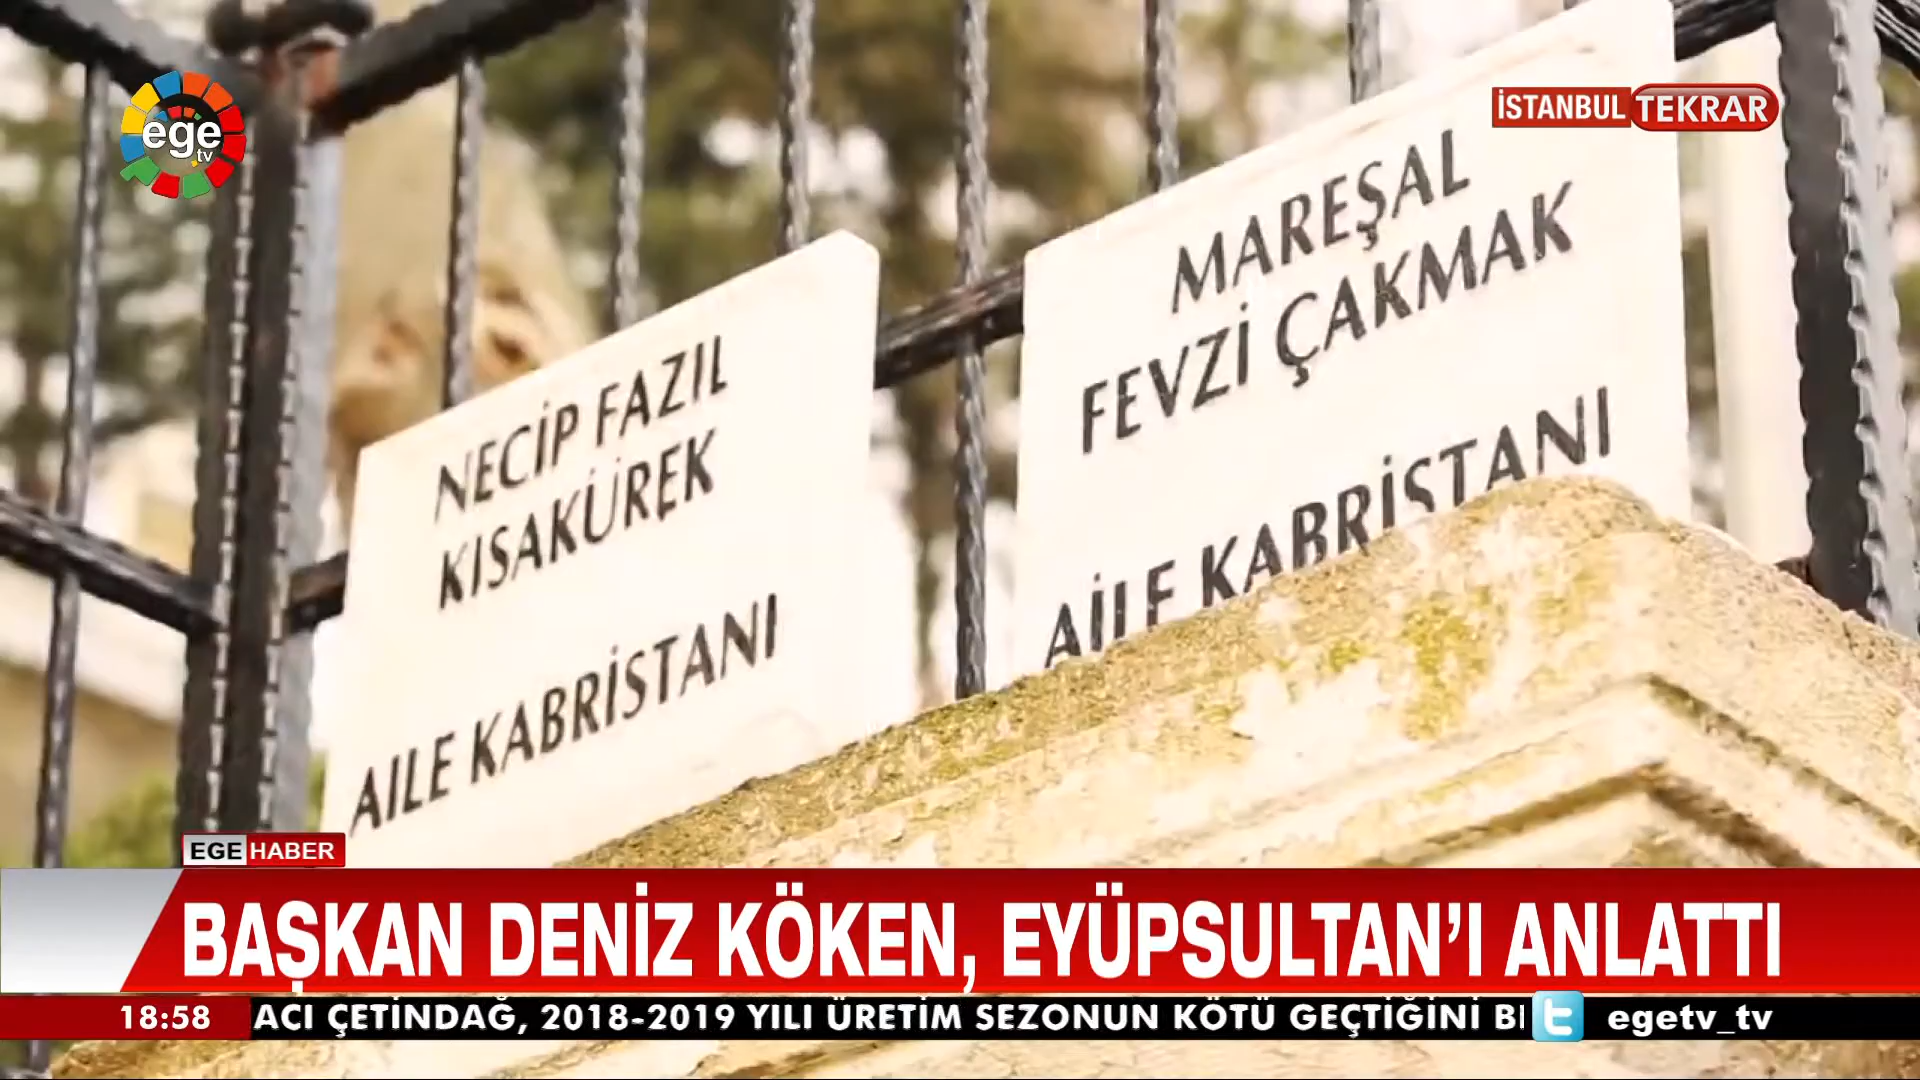 ege
tv
İSTANBUL TEKRAR
NECİP FAZIL
KISAKÜREK
AILE KABRİSTANI
MAREŞAL
FEVZİ ÇAKMAK
AİLE KABRİSTANI
EGE HABER
BAŞKAN DENİZ KÖKEN, EYÜPSULTAN'I ANLATTI
18:58 ACI ÇETİNDAĞ, 2018-2019 YILI ÜRETİM SEZONUN KÖTÜ GEÇTİĞİNİ egetv_tv